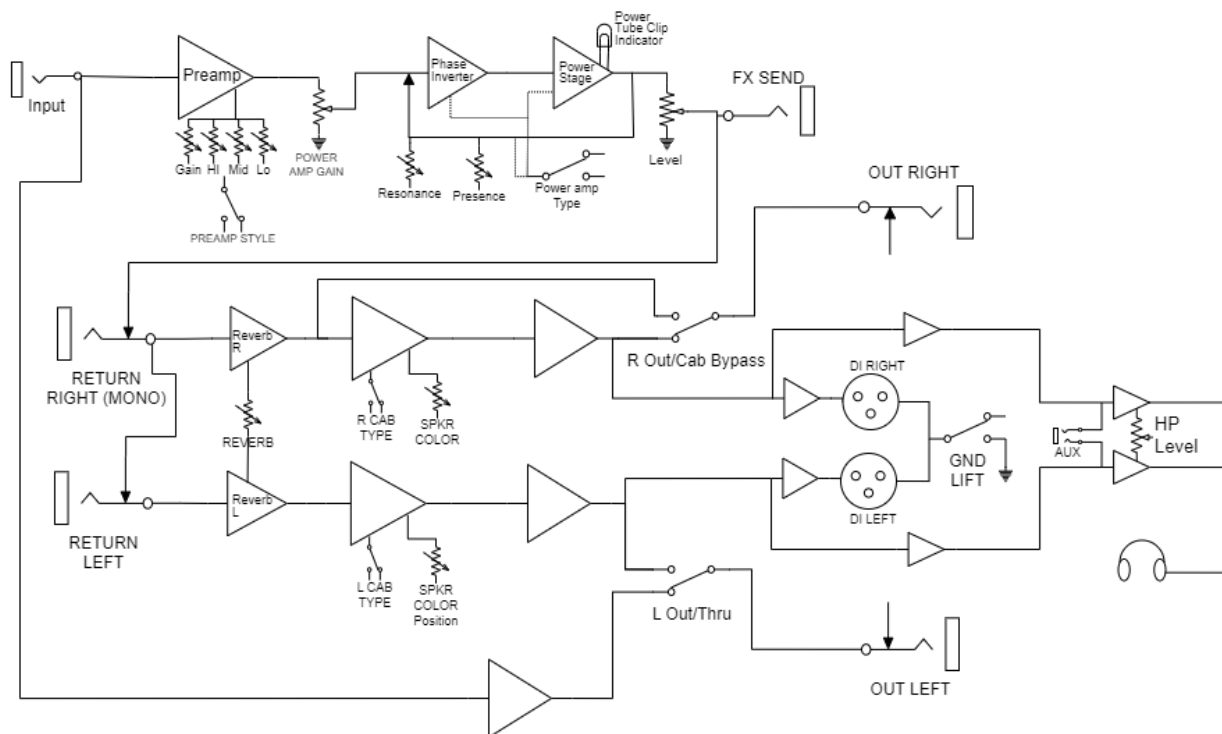 Power
Tube Clip
Indicator
Preamp
Phase
Inverter
Power
Stage
FX SEND
Input
Gain
HI
Mid
Lo
POWER
AMP GAIN
Resonance
Presence
Power amp
Type
Level
OUT RIGHT
PREAMP STYLE
Reverb
R
R Out/Cab Bypass
DI RIGHT
RETURN
RIGHT (MONO)
REVERB
R CAB
TYPE
SPKR
COLOR
GND
LIFT
AUX
HP
Level
DI LEFT
Reverb
L
RETURN
LEFT
L CAB
TYPE
SPKR
COLOR
Position
L Out/Thru
OUT LEFT